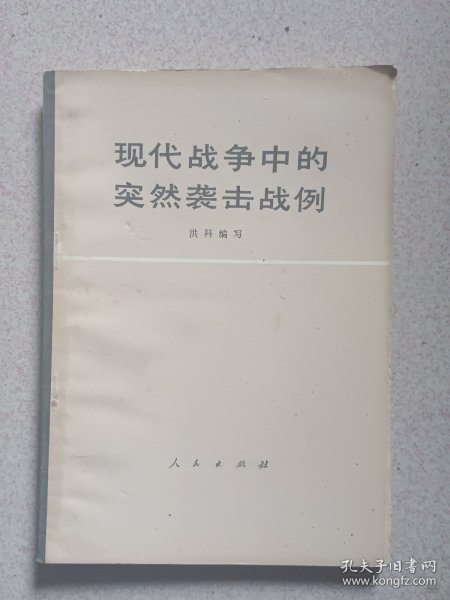 现代战争中的
突然袭击战例
洪科编写
人民出版社
孔夫子旧书网
www.kongfz.com